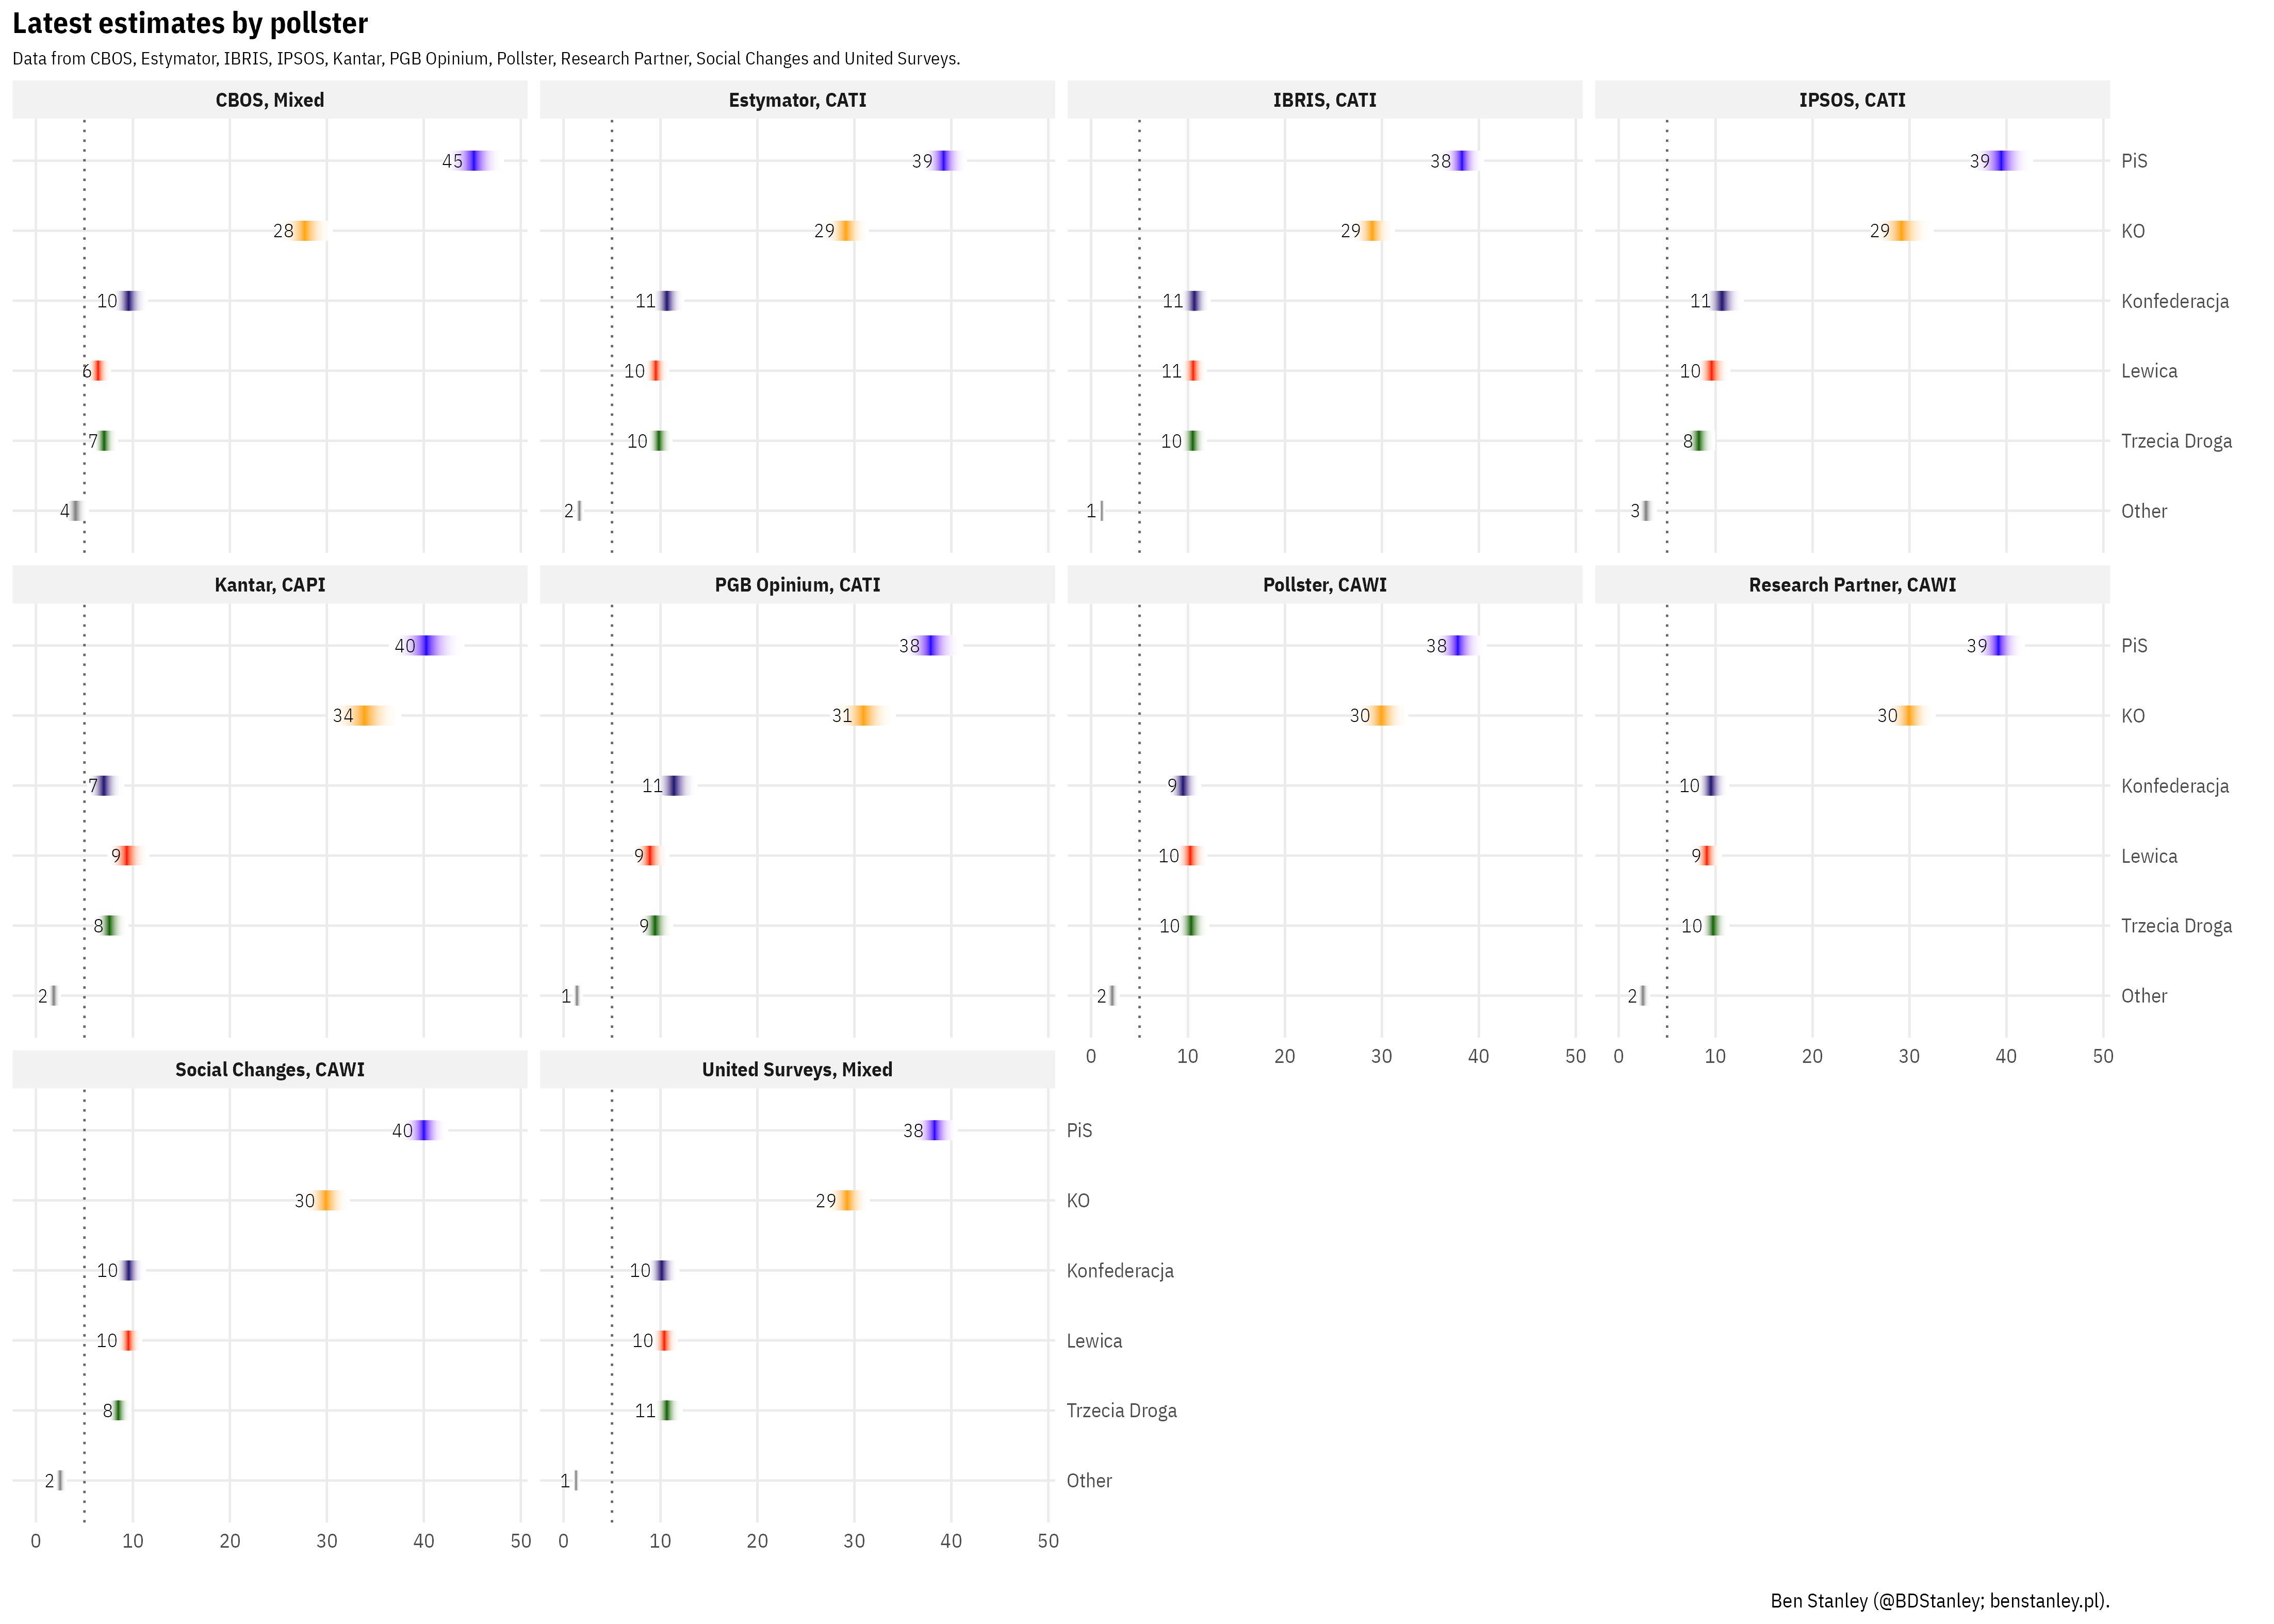 Latest estimates by pollster
Data from CBOS, Estymator, IBRIS, IPSOS, Kantar, PGB Opinium, Pollster, Research Partner, Social Changes and United Surveys.
CBOS, Mixed Estymator, CATI IBRIS, CATI IPSOS, CATI
45 39 38 39 PiS
28 29 29 29 KO
10 11 11 11 Konfederacja
6 10 11 10 Lewica
7 10 10 8 Trzecia Droga
4 2 1 3 Other
Kantar, CAPI PGB Opinium, CATI Pollster, CAWI Research Partner, CAWI
40 38 38 39 PiS
34 31 30 30 KO
7 11 9 10 Konfederacja
9 9 10 9 Lewica
8 9 10 10 Trzecia Droga
2 1 2 2 Other
0 10 20 30 40 50 0 10 20 30 40 50
Social Changes, CAWI United Surveys, Mixed
40 38 PiS
30 29 KO
10 10 Konfederacja
10 10 Lewica
8 11 Trzecia Droga
2 1 Other
0 10 20 30 40 50 0 10 20 30 40 50
Ben Stanley (@BDStanley; benstanley.pl).